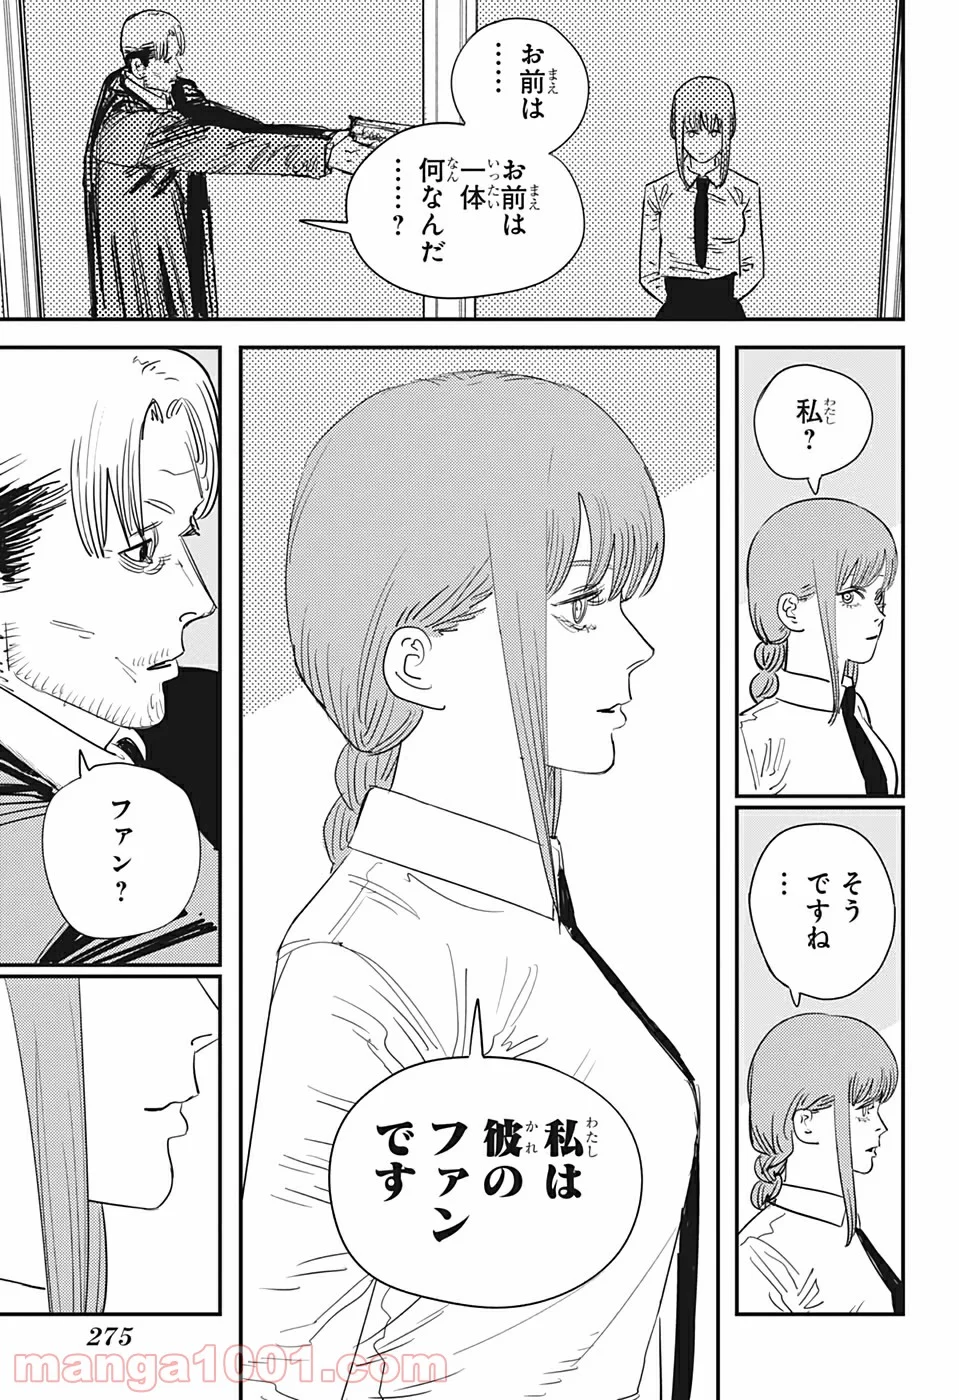 お前は
……
お前は
一体
何なんだ
……?
私?
そう
ですね
…
私は
彼の
ファン
です
ファン?
275
manga1001.com